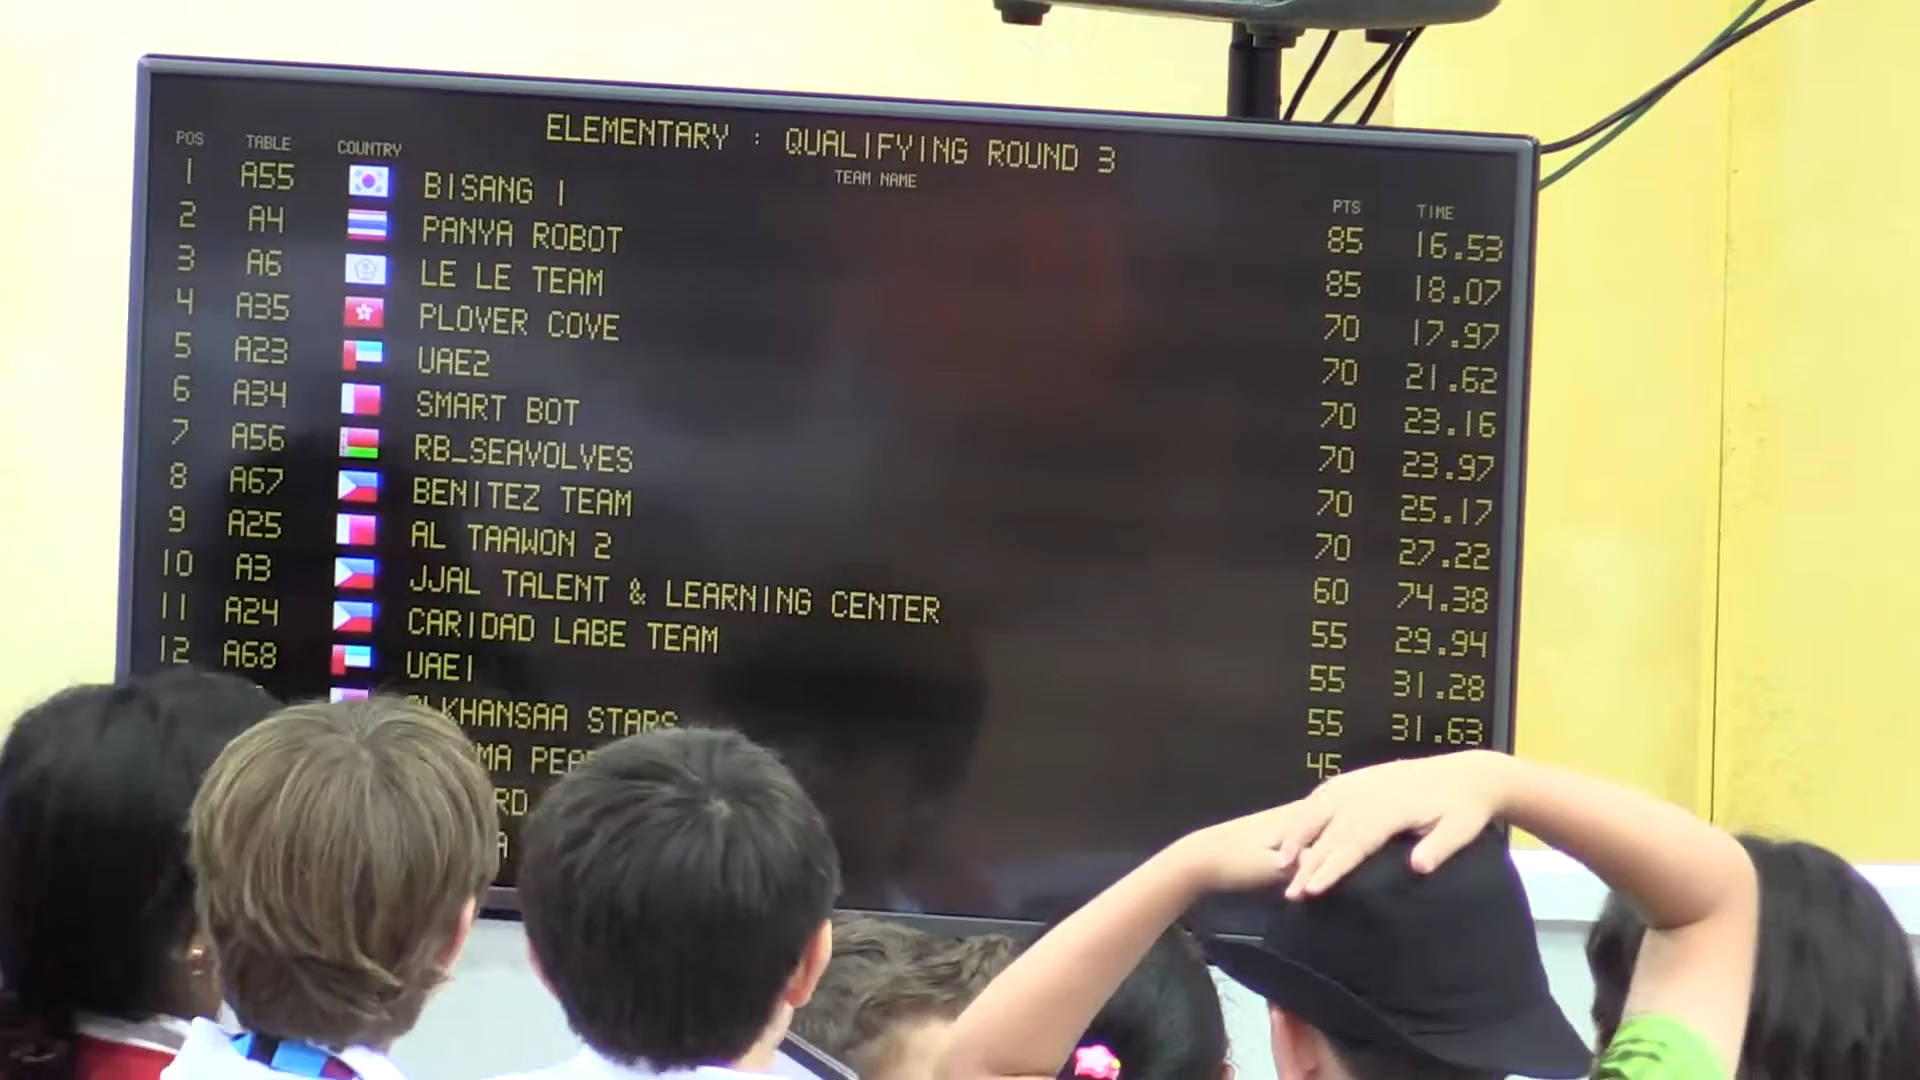 ELEMENTARY : QUALIFYING ROUND 3
POS TABLE COUNTRY TEAM NAME PTS TIME
1 A55 BISANG 1 85 16.53
2 A4 PANYA ROBOT 85 18.07
3 A6 LE LE TEAM 70 17.97
4 A35 PLOVER COVE 70 21.62
5 A23 UAE2 70 23.16
6 A34 SMART BOT 70 23.97
7 A56 RB_SEAVOLVES 70 25.17
8 A67 BENITEZ TEAM 70 27.22
9 A25 AL TAAWON 2 60 74.38
10 A3 JJAL TALENT & LEARNING CENTER 55 29.94
11 A24 CARIDAD LABE TEAM 55 31.28
12 A68 UAE1 55 31.63
ALKHANSAA STARS 45